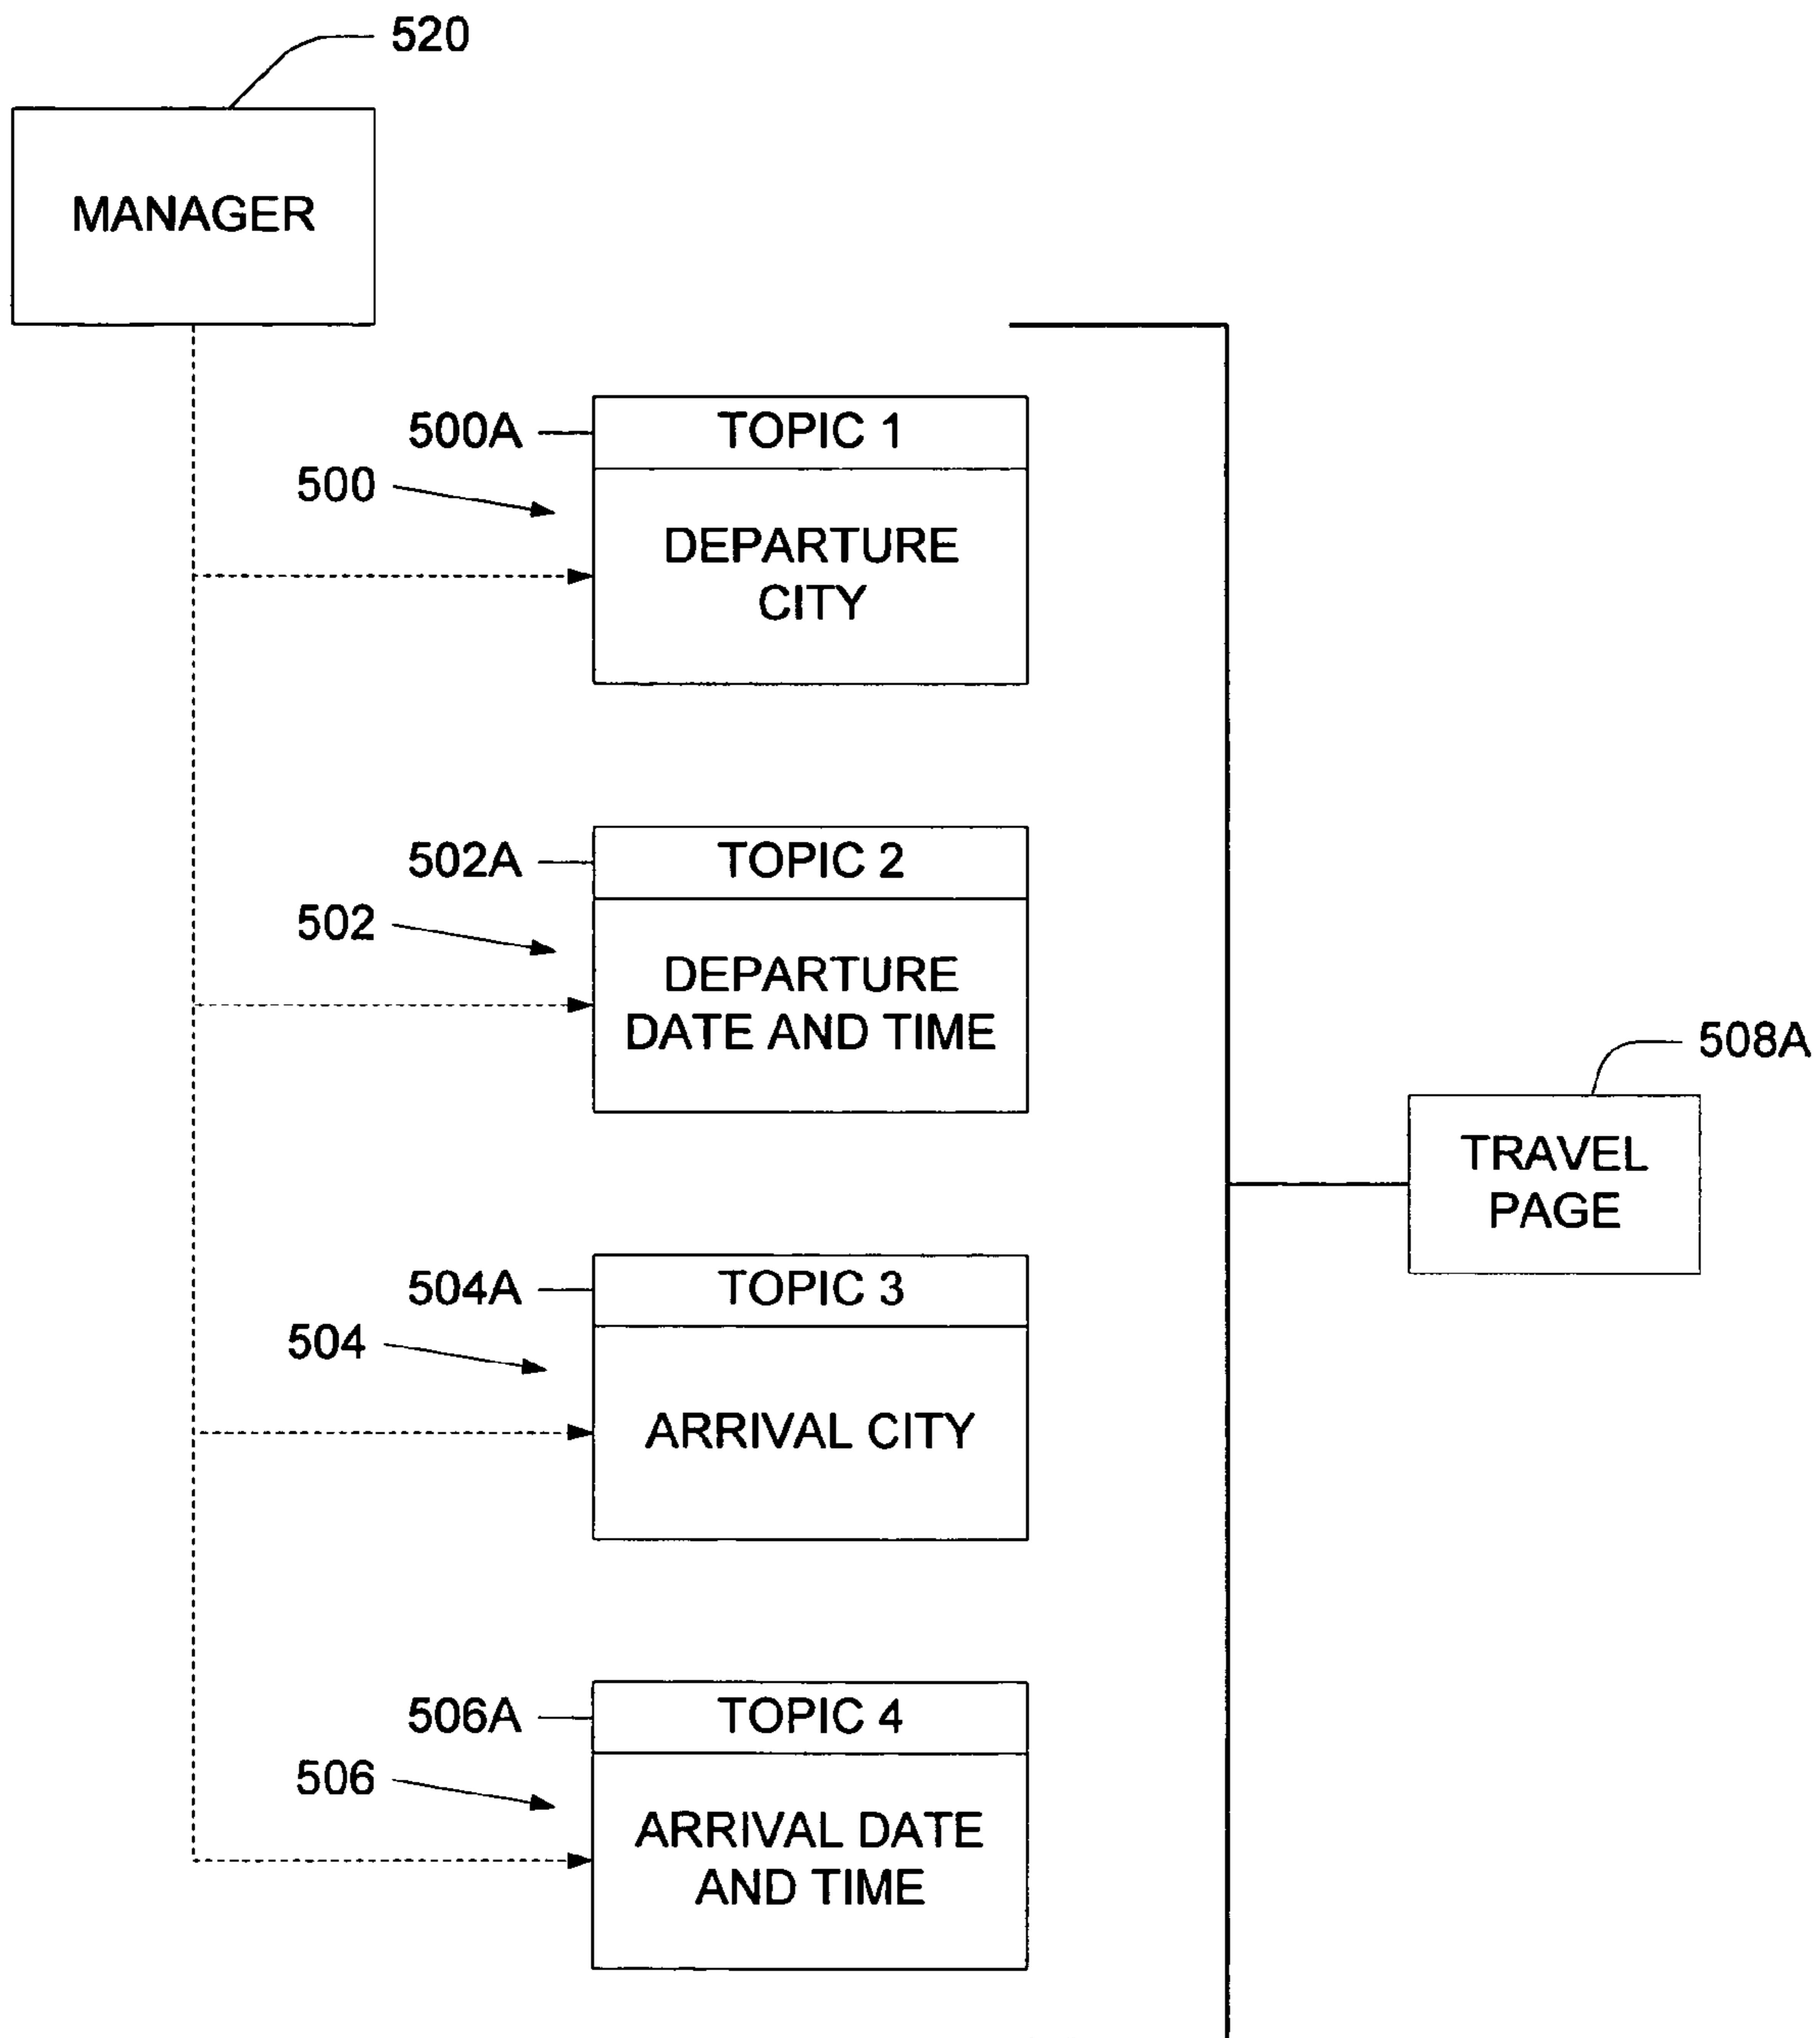 520
MANAGER
500A
TOPIC 1
500
DEPARTURE
CITY
502A
TOPIC 2
502
DEPARTURE
DATE AND TIME
508A
TRAVEL
PAGE
504A
TOPIC 3
504
ARRIVAL CITY
506A
TOPIC 4
506
ARRIVAL DATE
AND TIME